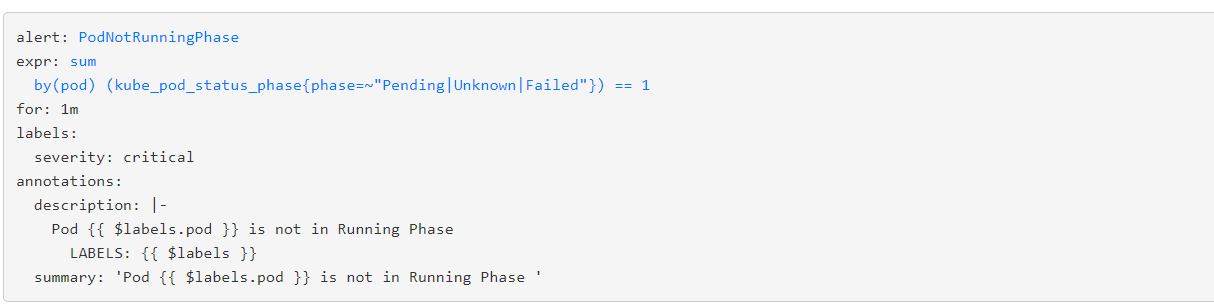 alert: PodNotRunningPhase
expr: sum
  by(pod) (kube_pod_status_phase{phase=~"Pending|Unknown|Failed"}) == 1
for: 1m
labels:
  severity: critical
annotations:
  description: |-
    Pod {{ $labels.pod }} is not in Running Phase
      LABELS: {{ $labels }}
  summary: 'Pod {{ $labels.pod }} is not in Running Phase '